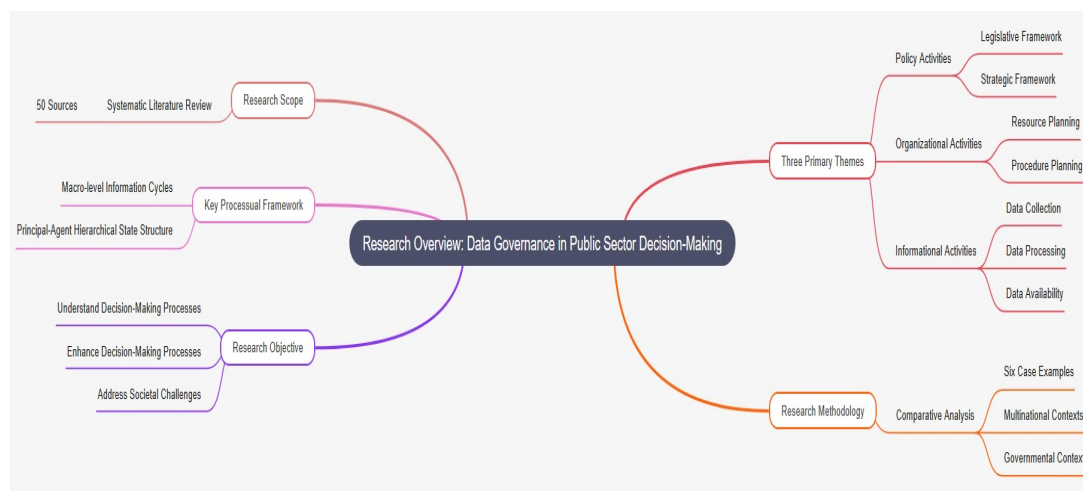 Research Overview: Data Governance in Public Sector Decision-Making
Research Scope
Systematic Literature Review
50 Sources
Key Processual Framework
Macro-level Information Cycles
Principal-Agent Hierarchical State Structure
Research Objective
Understand Decision-Making Processes
Enhance Decision-Making Processes
Address Societal Challenges
Three Primary Themes
Policy Activities
Legislative Framework
Strategic Framework
Organizational Activities
Resource Planning
Procedure Planning
Informational Activities
Data Collection
Data Processing
Data Availability
Research Methodology
Comparative Analysis
Six Case Examples
Multinational Contexts
Governmental Context